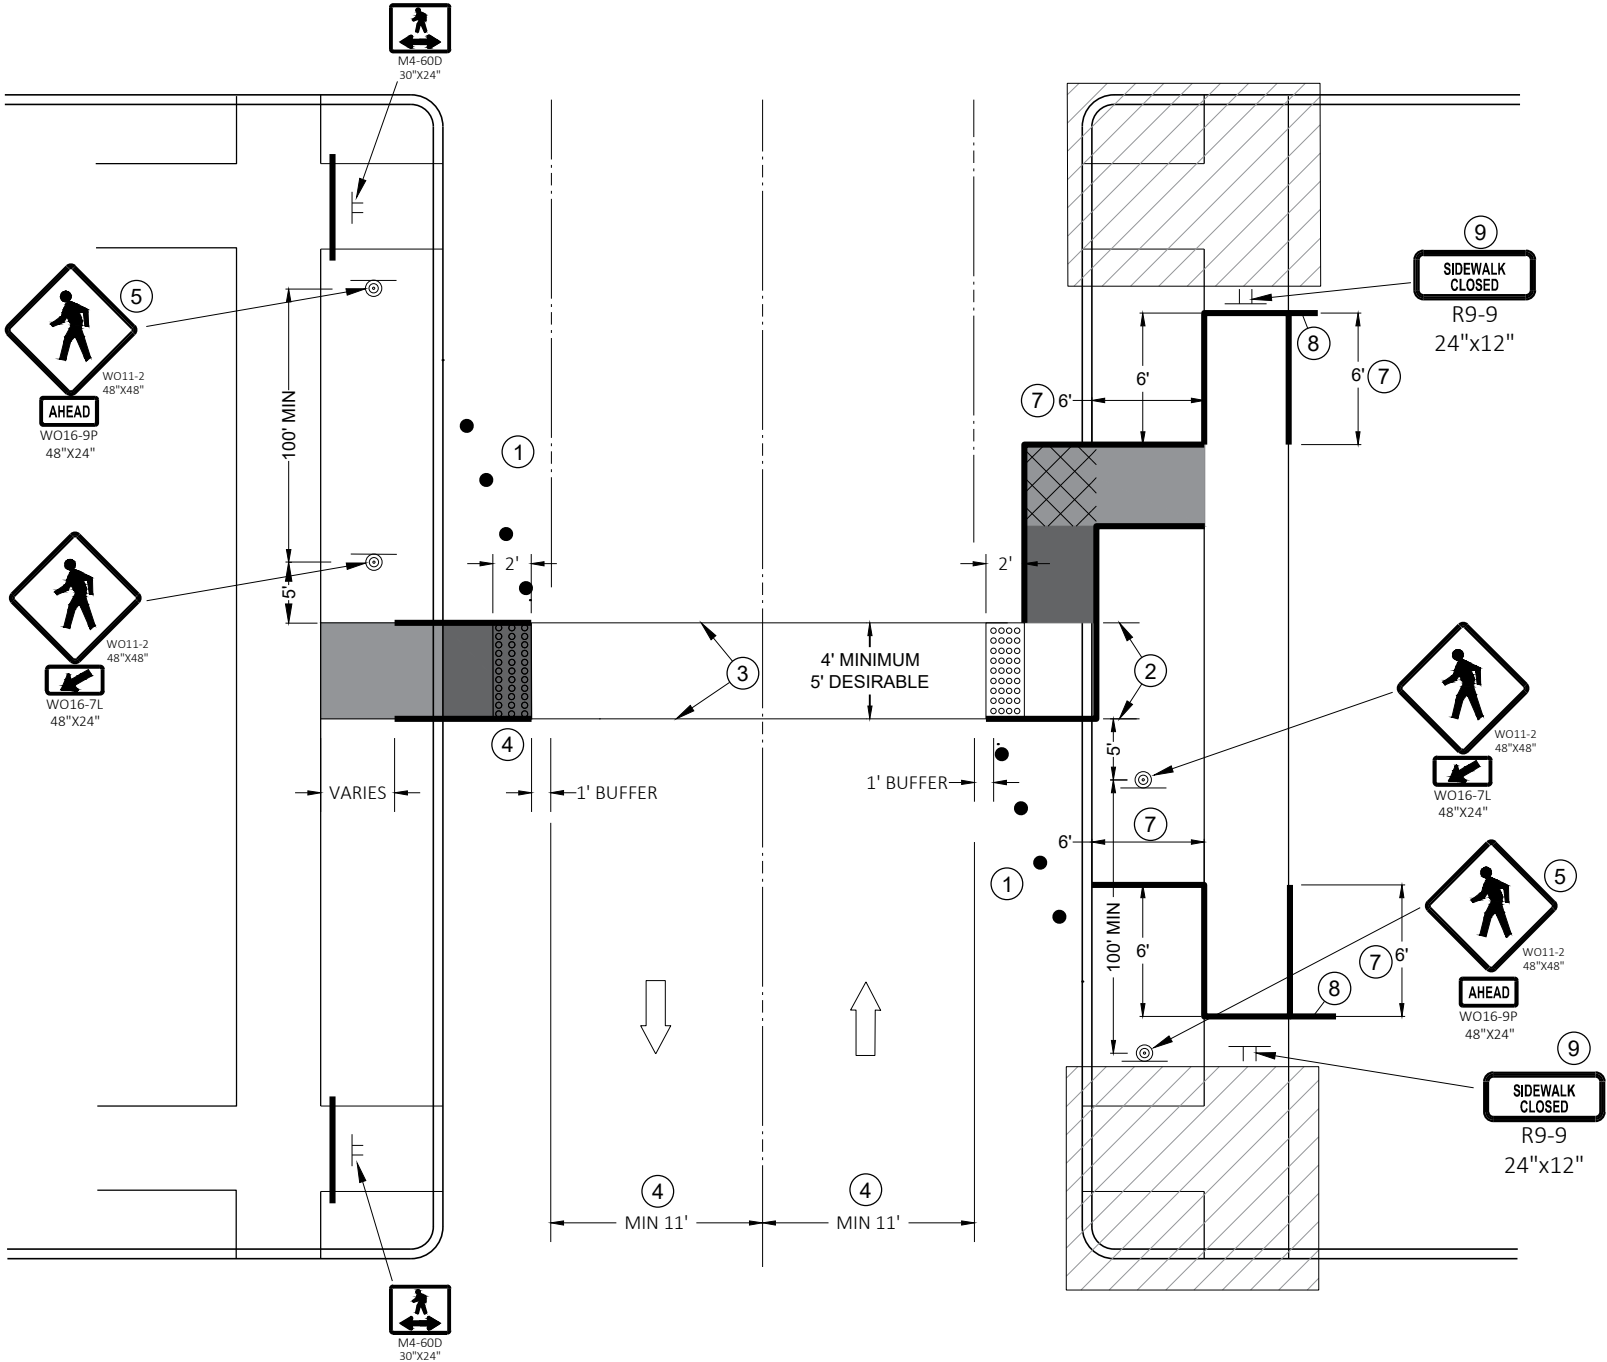 M4-60D
30"X24"
9
SIDEWALK
CLOSED
R9-9
24"x12"
5
WO11-2
48"X48"
AHEAD
WO16-9P
48"X24"
8
6'
6'
7
7
6'
100' MIN
1
2'
2'
5'
WO11-2
48"X48"
WO16-7L
48"X24"
3
4' MINIMUM
5' DESIRABLE
2
4
5'
WO11-2
48"X48"
WO16-7L
48"X24"
VARIES
1' BUFFER
1' BUFFER
7
6'
1
100' MIN
5
WO11-2
48"X48"
6'
7
6'
8
AHEAD
WO16-9P
48"X24"
9
SIDEWALK
CLOSED
R9-9
24"x12"
4
4
MIN 11'
MIN 11'
M4-60D
30"X24"